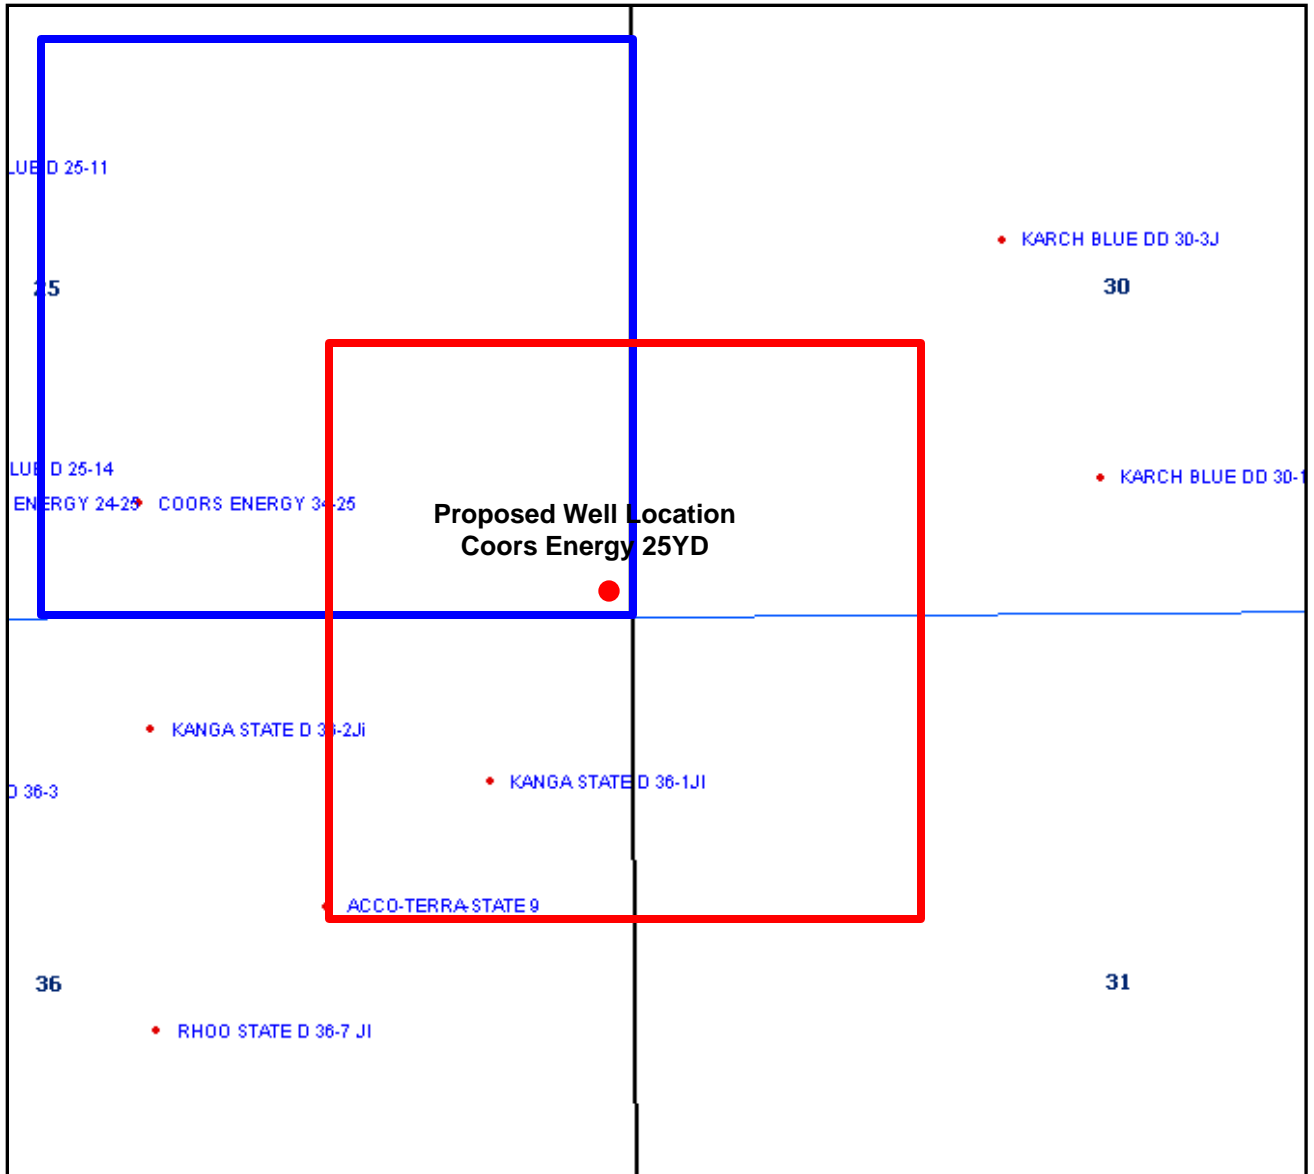 LUE D 25-11
KARCH BLUE DD 30-3J
25
30
LUE D 25-14
KARCH BLUE DD 30-1
ENERGY 24-25
COORS ENERGY 34-25
Proposed Well Location
Coors Energy 25YD
KANGA STATE D 36-2Ji
KANGA STATE D 36-1JI
D 36-3
ACCO-TERRA-STATE 9
36
31
RHOO STATE D 36-7 JI